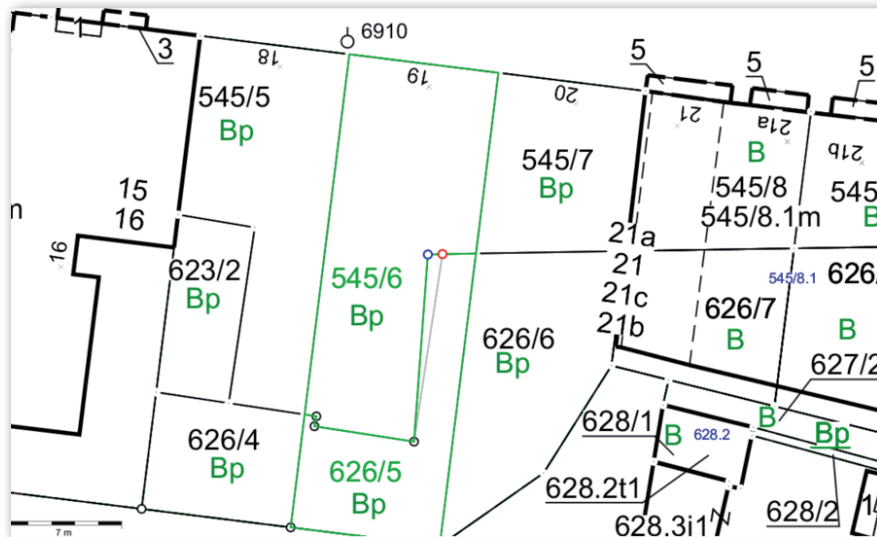 6910
3
18
19
20
5
5
5
545/5
Bp
545/7
Bp
21
21a
21b
B
545/8
545/8.1m
545
B
15
16
16
m
21a
21
21c
21b
623/2
Bp
545/6
Bp
545/8.1
626/
626/7
B
B
626/6
Bp
627/2
626/4
Bp
626/5
Bp
628/1
B
628.2
B
Bp
628.2t1
628.3i1
628/2
7 m